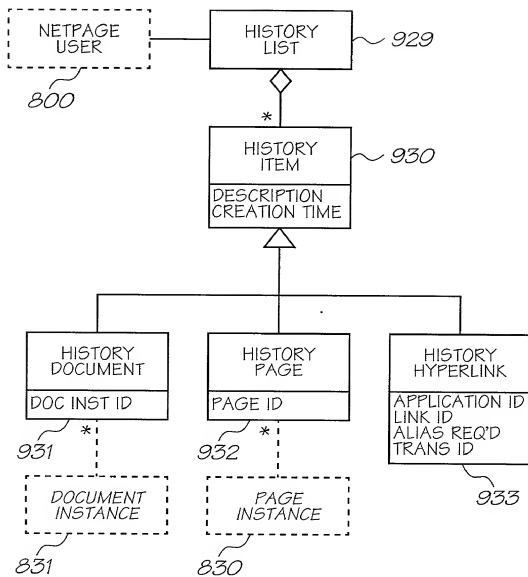 NETPAGE
USER
800
HISTORY
LIST
929
*
HISTORY
ITEM
930
DESCRIPTION
CREATION TIME
HISTORY
DOCUMENT
DOC INST ID
931
*
HISTORY
PAGE
PAGE ID
932
*
HISTORY
HYPERLINK
APPLICATION ID
LINK ID
ALIAS REQ'D
TRANS ID
933
DOCUMENT
INSTANCE
831
PAGE
INSTANCE
830